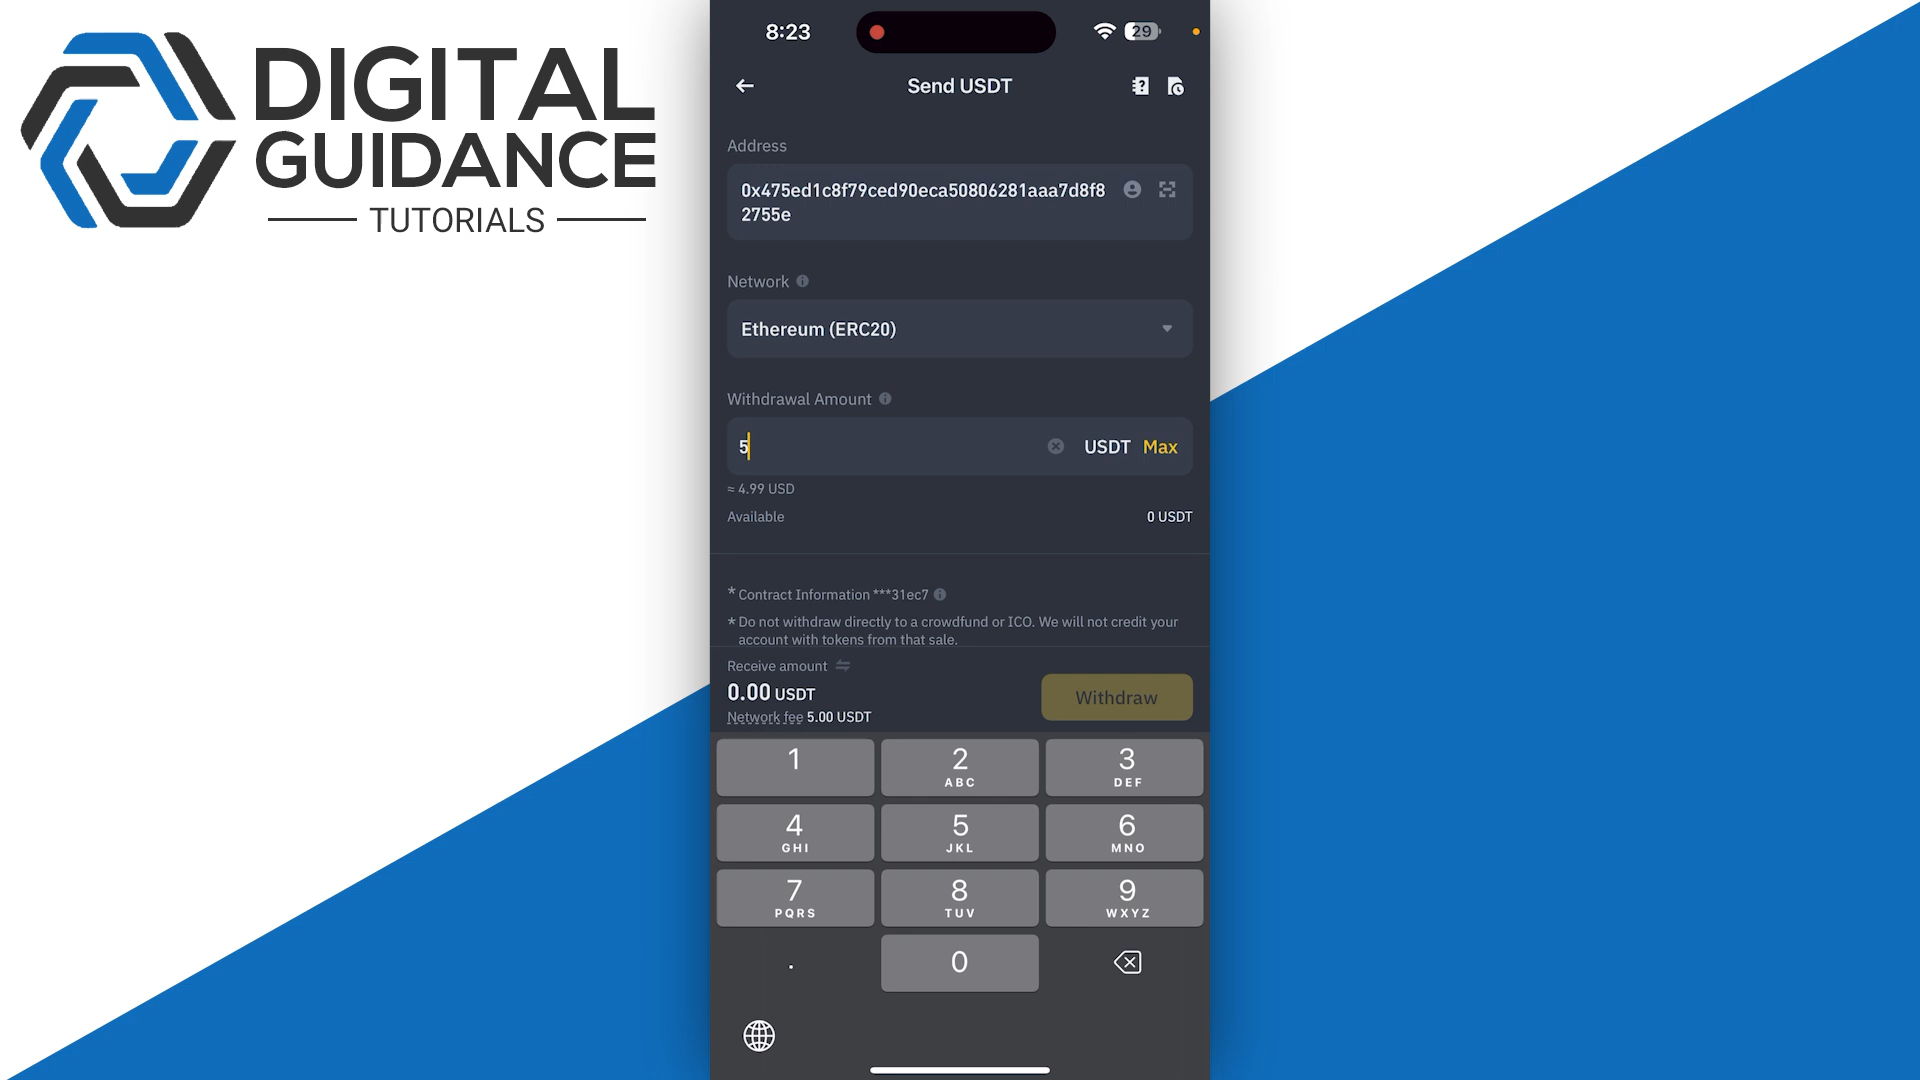 DIGITAL
GUIDANCE
TUTORIALS
8:23
29
Send USDT
Address
0x475ed1c8f79ced90eca50806281aaa7d8f8
2755e
Network
Ethereum (ERC20)
Withdrawal Amount
5
USDT Max
≈ 4.99 USD
Available 0 USDT
* Contract Information ***31ec7
* Do not withdraw directly to a crowdfund or ICO. We will not credit your
account with tokens from that sale.
Receive amount
0.00 USDT
Network fee 5.00 USDT
Withdraw
1
2
ABC
3
DEF
4
GHI
5
JKL
6
MNO
7
PQRS
8
TUV
9
WXYZ
.
0